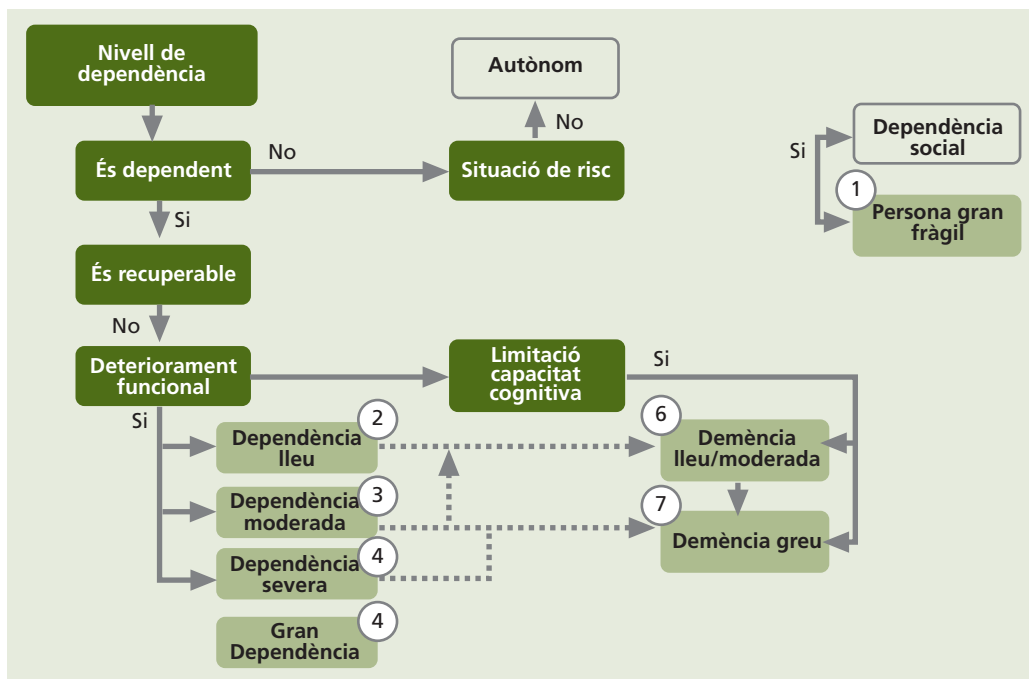 Nivell de
dependència
Autònom
No
És dependent
No
Situació de risc
Si
Dependència
social
1
Persona gran
fràgil
Si
És recuperable
No
Deteriorament
funcional
Limitació
capacitat
cognitiva
Si
Si
2
Dependència
lleu
6
Demència
lleu/moderada
3
Dependència
moderada
7
Demència greu
4
Dependència
severa
4
Gran
Dependència